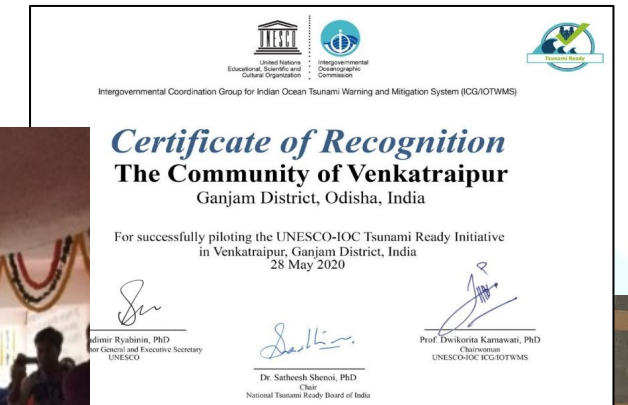 UNESCO
United Nations
Educational, Scientific and
Cultural Organization
Intergovernmental
Oceanographic
Commission
Tsunami Ready
Intergovernmental Coordination Group for Indian Ocean Tsunami Warning and Mitigation System (ICG/IOTWMS)
Certificate of Recognition
The Community of Venkatraipur
Ganjam District, Odisha, India
For successfully piloting the UNESCO-IOC Tsunami Ready Initiative
in Venkatraipur, Ganjam District, India
28 May 2020
Ryabinin, PhD
General and Executive Secretary
UNESCO
Prof. Dwikorita Karnawati, PhD
Chairwoman
UNESCO-IOC ICG/IOTWMS
Dr. Satheesh Shenoi, PhD
Chair
National Tsunami Ready Board of India